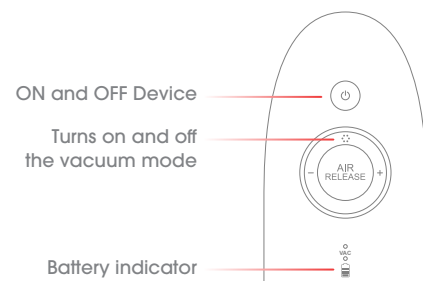 ON and OFF Device
Turns on and off
the vacuum mode
AIR
RELEASE
- +
VAC
Battery indicator